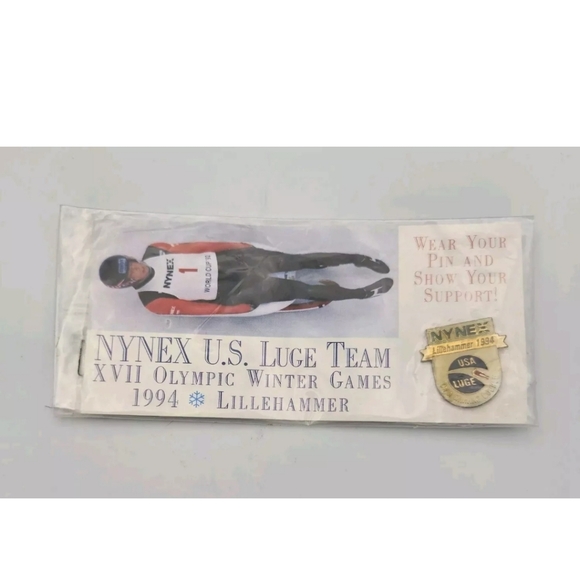 NYNEX
1
WORLD CUP
WEAR YOUR
PIN AND
SHOW YOUR
SUPPORT!
NYNEX U.S. LUGE TEAM
XVII OLYMPIC WINTER GAMES
1994 LILLEHAMMER
NYNEX
Lillehammer 1994
USA
LUGE